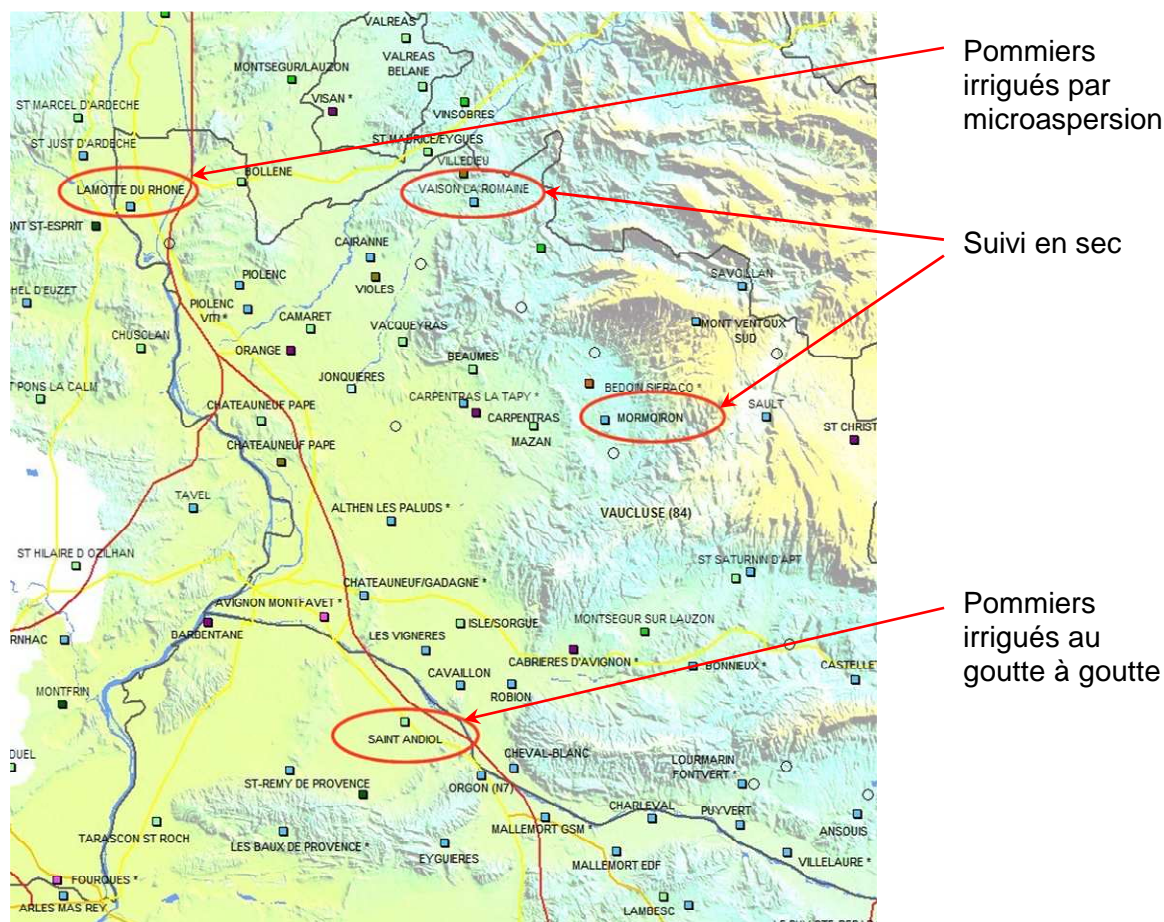 VALREAS
VALREAS
BELANE
MONTSEGUR/LAUZON
VISAN *
VINSOBRES
ST MARCEL D'ARDECHE
ST JUST D'ARDECHE
ST MAURICE/EYGUES
VILLEDEU
LAMOTTE DU RHONE
BOLLENE
VAISON LA ROMAINE
ONT ST-ESPRIT
CAIRANNE
VIOLES
PIOLENC
SAVOILLAN
HEL D'EUZET
PIOLENC
VITI *
CAMARET
VACQUEYRAS
MONT VENTOUX
SUD
CHUSCLAN
ORANGE
BEAUMES
JONQUIERES
BEDOIN SIFRACO *
T PONS LA CALM
CARPENTRAS LA TAPY *
CHATEAUNEUF PAPE
CARPENTRAS
MAZAN
MORMOIRON
SAULT
ST CHRIST
CHATEAUNEUF PAPE
TAVEL
ALTHEN LES PALUDS *
VAUCLUSE (84)
ST HILAIRE D OZILHAN
ST SATURNIN D'APT
CHATEAUNEUF/GADAGNE *
AVIGNON MONTFAVET *
ISLE/SORGUE
MONTSEGUR SUR LAUZON
BARBENTANE
RNHAC
LES VIGNERES
CABRIERES D'AVIGNON *
BONNIEUX *
CASTELLET
CAVAILLON
ROBION
MONTFRIN
SAINT ANDIOL
CHEVAL-BLANC
LOURMARIN
FONTVERT *
DUEL
ST-REMY DE PROVENCE
ORGON (N7)
CHARLEVAL
PUYVERT
ANSOUIS
TARASCON ST ROCH
MALLEMORT GSM *
LES BAUX DE PROVENCE *
EYGUIERES
MALLEMORT EDF
VILLELAURE *
FOURQUES *
ARLES MAS REY
LAMBESC
Pommiers
irrigués par
microaspersion
Suivi en sec
Pommiers
irrigués au
goutte à goutte